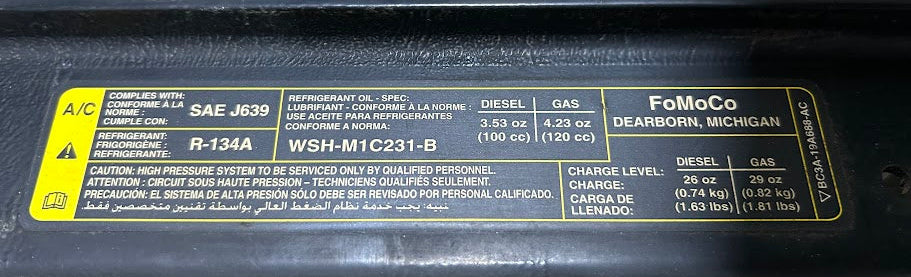 A/C
COMPLIES WITH:
CONFORME À LA
NORME :
CUMPLE CON:
SAE J639
REFRIGERANT:
FRIGORIGÈNE :
REFRIGERANTE:
R-134A
REFRIGERANT OIL - SPEC:
LUBRIFIANT - CONFORME À LA NORME :
USE ACEITE PARA REFRIGERANTES
CONFORME A NORMA:
WSH-M1C231-B
DIESEL GAS
3.53 oz 4.23 oz
(100 cc) (120 cc)
FoMoCo
DEARBORN, MICHIGAN
CAUTION: HIGH PRESSURE SYSTEM TO BE SERVICED ONLY BY QUALIFIED PERSONNEL.
ATTENTION : CIRCUIT SOUS HAUTE PRESSION – TECHNICIENS QUALIFIÉS SEULEMENT.
PRECAUCIÓN: EL SISTEMA DE ALTA PRESIÓN SÓLO DEBE SER REVISADO POR PERSONAL CALIFICADO.
تنبيه: يجب خدمة نظام الضغط العالي بواسطة تقنيين متخصصين فقط.
DIESEL GAS
CHARGE LEVEL: 26 oz 29 oz
CHARGE: (0.74 kg) (0.82 kg)
CARGA DE (1.63 lbs) (1.81 lbs)
LLENADO:
▽BC3A-19A688-AC